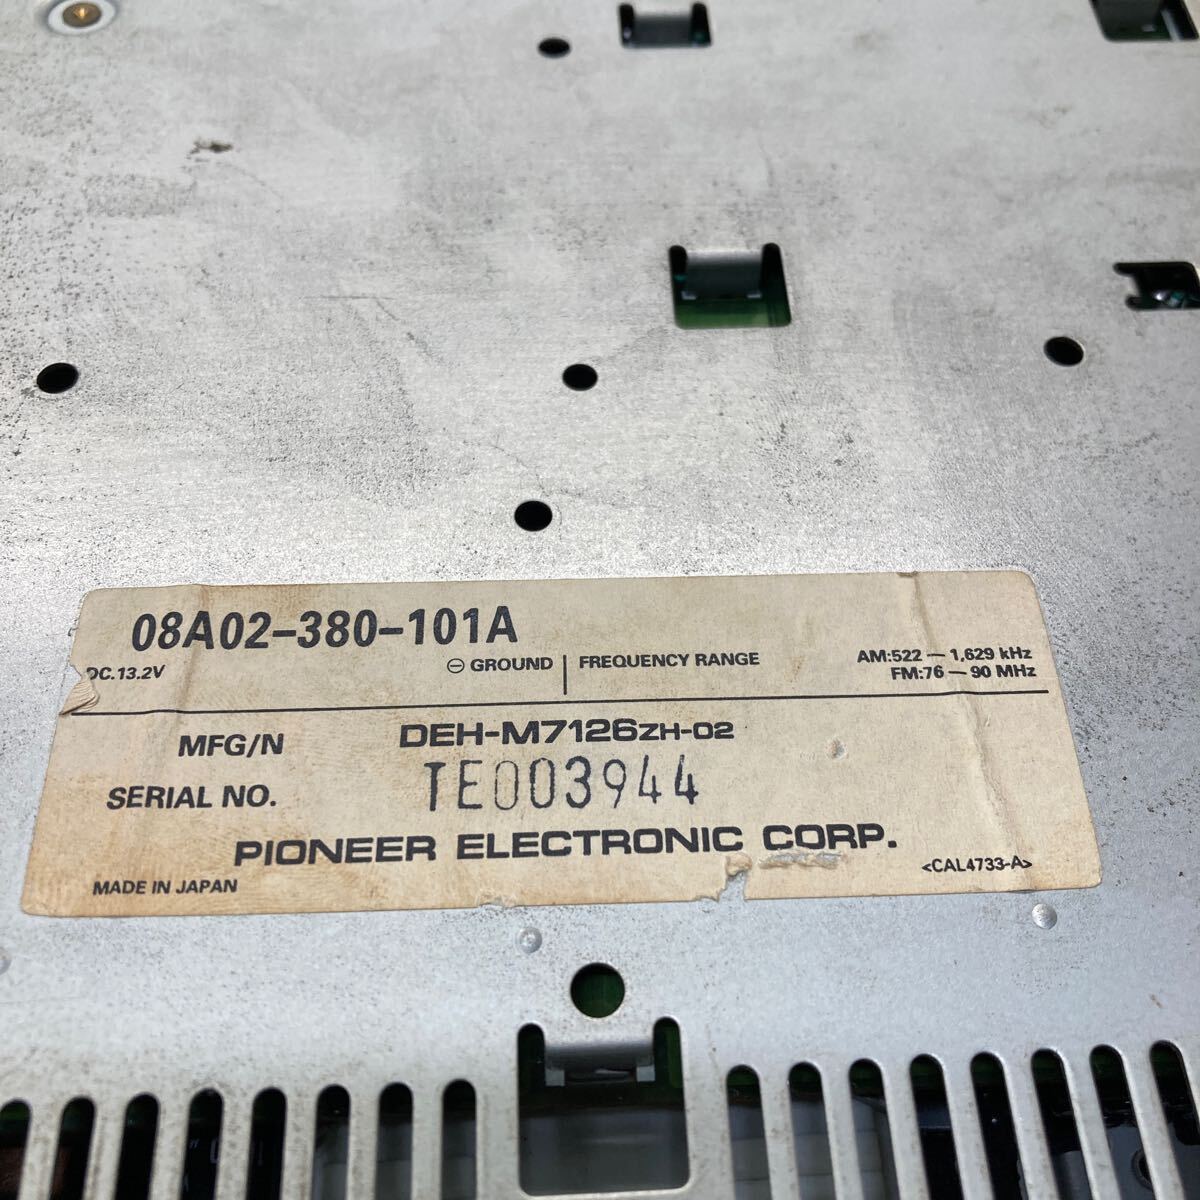 08A02-380-101A
DC.13.2V
⊖ GROUND
FREQUENCY RANGE
AM:522 — 1,629 kHz
FM:76 — 90 MHz
MFG/N DEH-M7126ZH-02
SERIAL NO. TE003944
PIONEER ELECTRONIC CORP.
MADE IN JAPAN
<CAL4733-A>